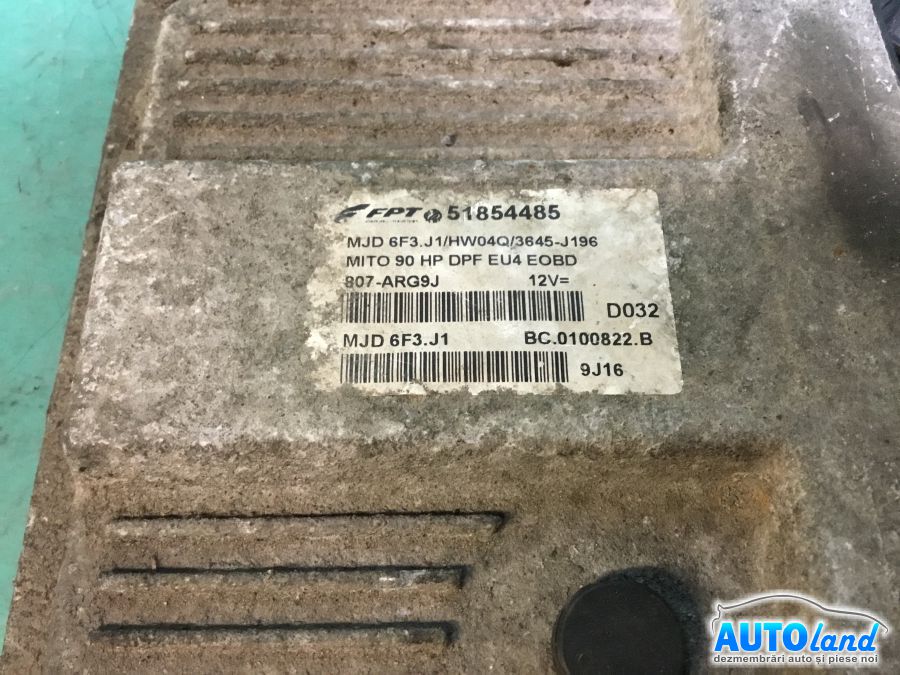 FPT 51854485
MJD 6F3.J1/HW04Q/3645-J196
MITO 90 HP DPF EU4 EOBD
807-ARG9J 12V=
D032
MJD 6F3.J1 BC.0100822.B
9J16
AUTOland
dezmembrări auto și piese noi